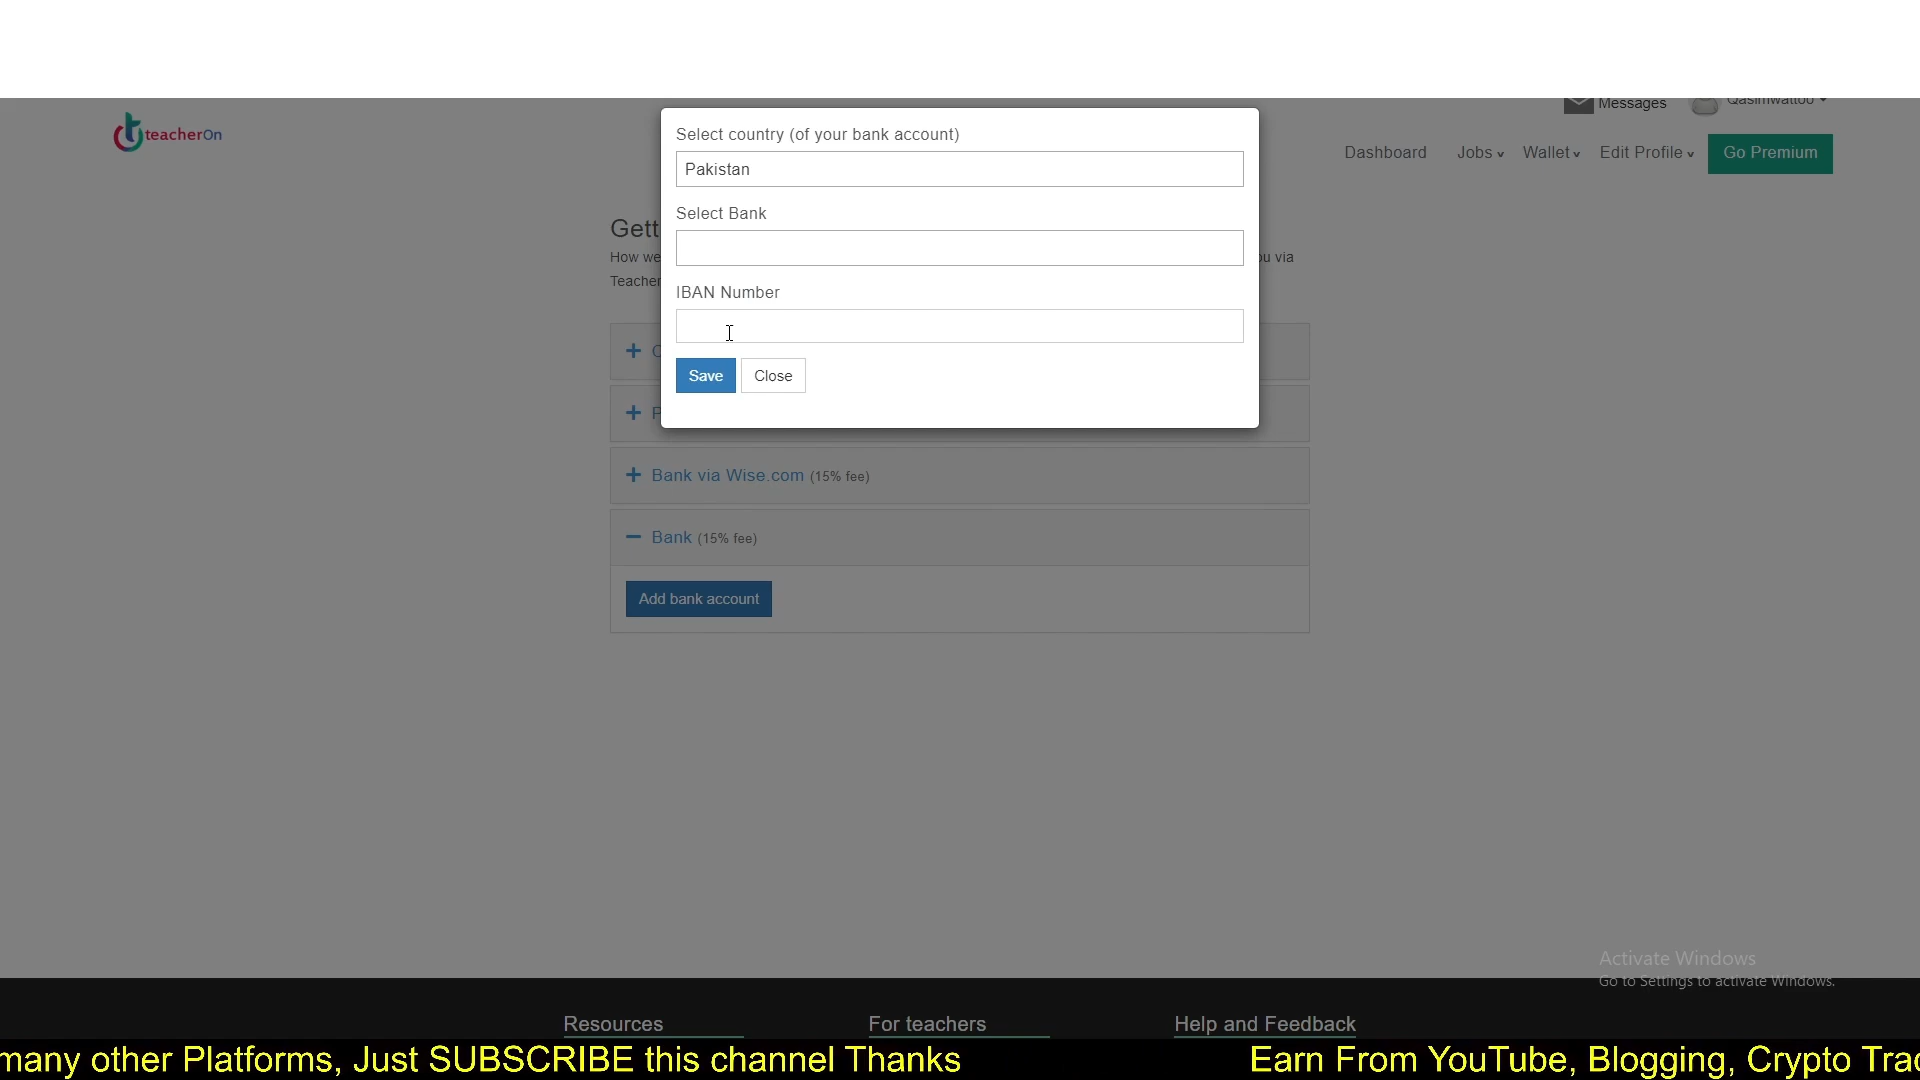 Messages
Qasimwattoo
teacherOn
Dashboard Jobs Wallet Edit Profile Go Premium
Select country (of your bank account)
Pakistan
Select Bank
IBAN Number
Save Close
Gett
How we
ou via
Teacher
Bank via Wise.com (15% fee)
Bank (15% fee)
Add bank account
Activate Windows
Go to Settings to activate Windows.
Resources For teachers Help and Feedback
many other Platforms, Just SUBSCRIBE this channel Thanks Earn From YouTube, Blogging, Crypto Trad